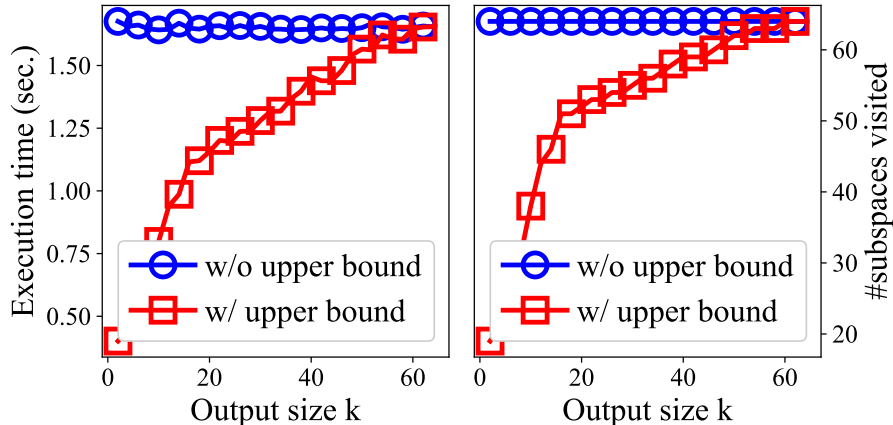 Execution time (sec.)
1.50
1.25
1.00
0.75
0.50
w/o upper bound
w/ upper bound
0
20
40
60
Output size k
w/o upper bound
w/ upper bound
0
20
40
60
Output size k
60
50
40
30
20
#subspaces visited